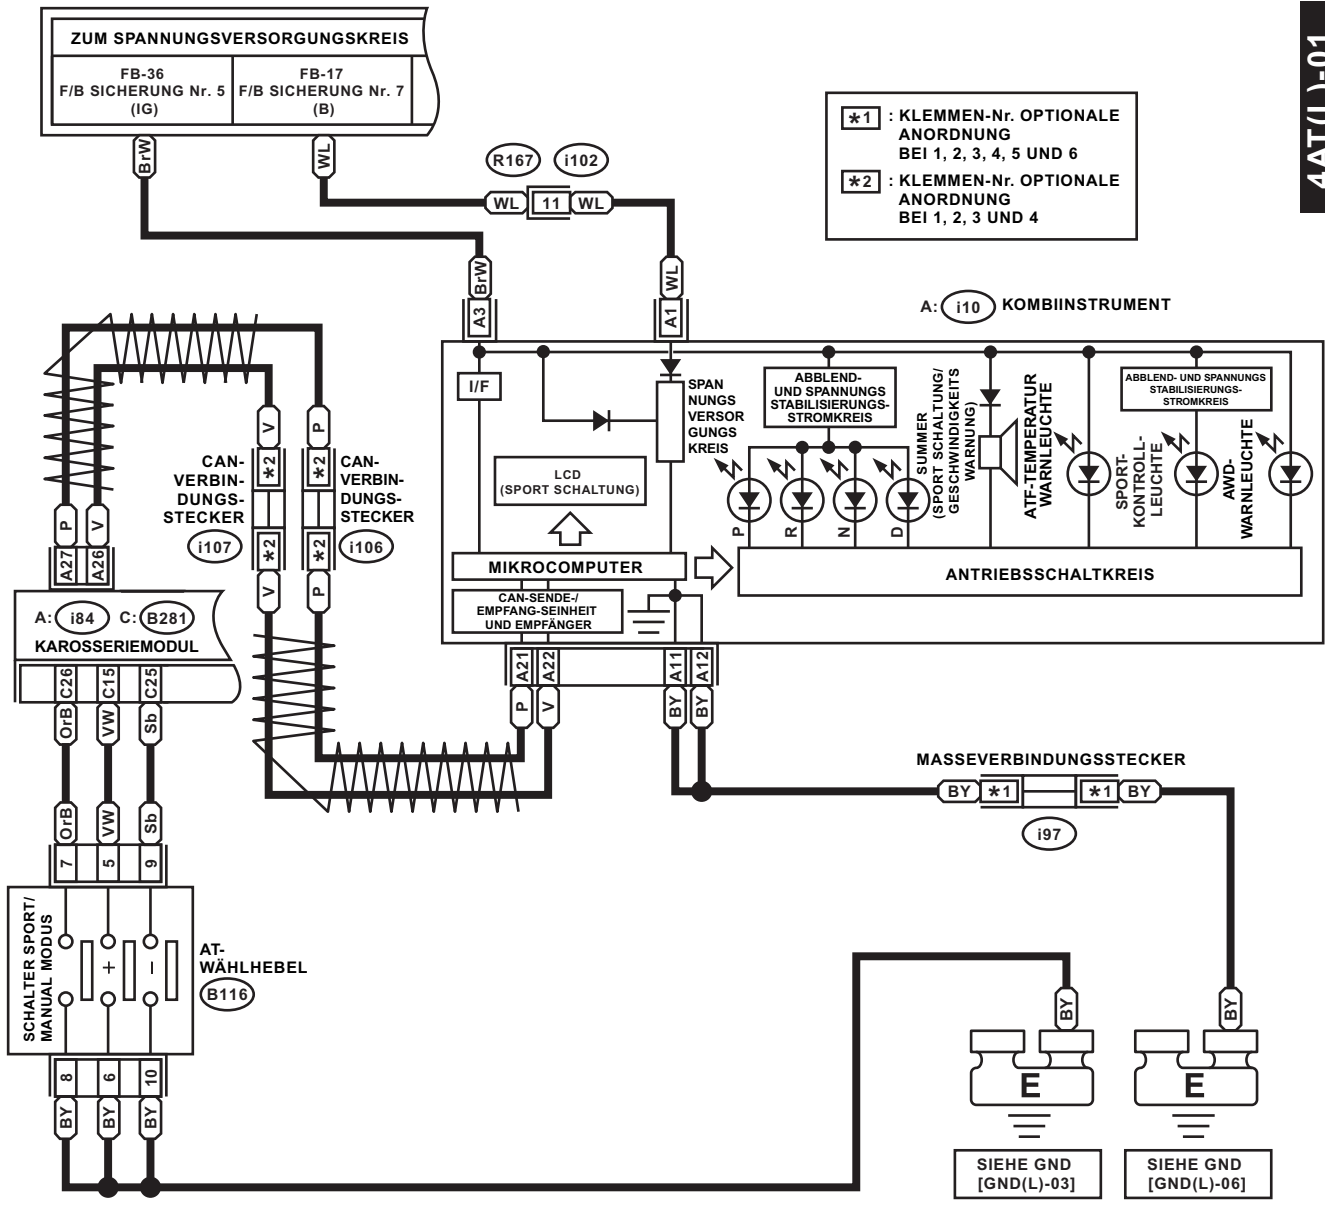 4AT(L)-01
ZUM SPANNUNGSVERSORGUNGSKREIS
FB-36
F/B SICHERUNG Nr. 5
(IG)
FB-17
F/B SICHERUNG Nr. 7
(B)
BrW
WL
R167
i102
WL
11
WL
*1 : KLEMMEN-Nr. OPTIONALE
ANORDNUNG
BEI 1, 2, 3, 4, 5 UND 6
*2 : KLEMMEN-Nr. OPTIONALE
ANORDNUNG
BEI 1, 2, 3 UND 4
BrW
WL
A3
A1
A: i10 KOMBIINSTRUMENT
I/F
SPAN
NUNGS
VERSOR
GUNGS
KREIS
ABBLEND-
UND SPANNUNGS
STABILISIERUNGS-
STROMKREIS
SUMMER
(SPORT SCHALTUNG/
GESCHWINDIGKEITS
WARNUNG)
ATF-TEMPERATUR
WARNLEUCHTE
SPORT-
KONTROLL-
LEUCHTE
ABBLEND- UND SPANNUNGS
STABILISIERUNGS-
STROMKREIS
AWD-
WARNLEUCHTE
LCD
(SPORT SCHALTUNG)
P
R
N
D
MIKROCOMPUTER
ANTRIEBSSCHALTKREIS
CAN-SENDE-/
EMPFANG-SEINHEIT
UND EMPFÄNGER
V
P
*2
*2
CAN-
VERBIN-
DUNGS-
STECKER
i107
CAN-
VERBIN-
DUNGS-
STECKER
i106
*2
*2
V
P
P
V
A27
A26
A: i84 C: B281
KAROSSERIEMODUL
C26
C15
C25
OrB
VW
Sb
A21
A22
A11
A12
P
V
BY
BY
MASSEVERBINDUNGSSTECKER
BY
*1
*1
BY
i97
OrB
VW
Sb
7
5
9
SCHALTER SPORT/
MANUAL MODUS
+
–
AT-
WÄHLHEBEL
B116
8
6
10
BY
BY
BY
BY
BY
E
E
SIEHE GND
[GND(L)-03]
SIEHE GND
[GND(L)-06]